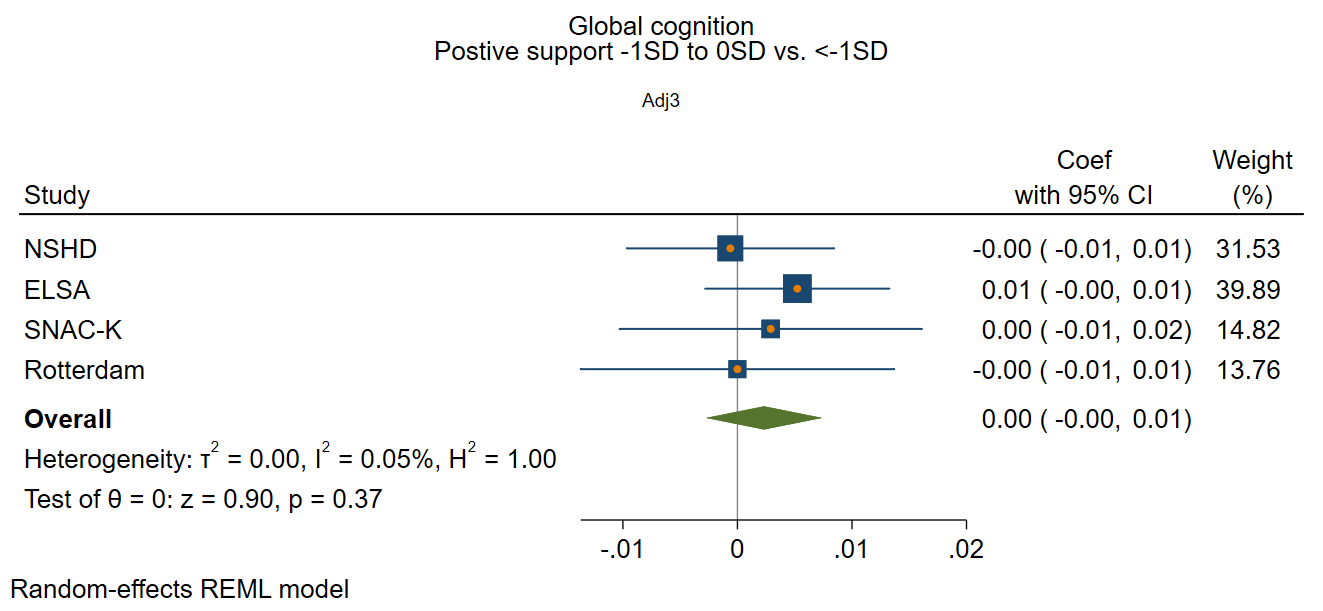 Global cognition
Postive support -1SD to 0SD vs. <-1SD
Adj3
Coef Weight
Study with 95% CI (%)
NSHD -0.00 ( -0.01, 0.01) 31.53
ELSA 0.01 ( -0.00, 0.01) 39.89
SNAC-K 0.00 ( -0.01, 0.02) 14.82
Rotterdam -0.00 ( -0.01, 0.01) 13.76
Overall 0.00 ( -0.00, 0.01)
Heterogeneity: τ² = 0.00, I² = 0.05%, H² = 1.00
Test of θ = 0: z = 0.90, p = 0.37
-.01 0 .01 .02
Random-effects REML model